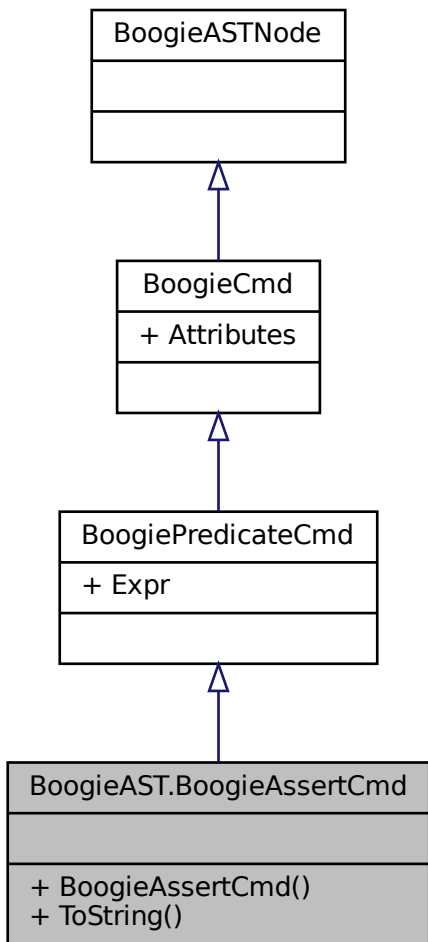 BoogieASTNode
BoogieCmd
+ Attributes
BoogiePredicateCmd
+ Expr
BoogieAST.BoogieAssertCmd
+ BoogieAssertCmd()
+ ToString()